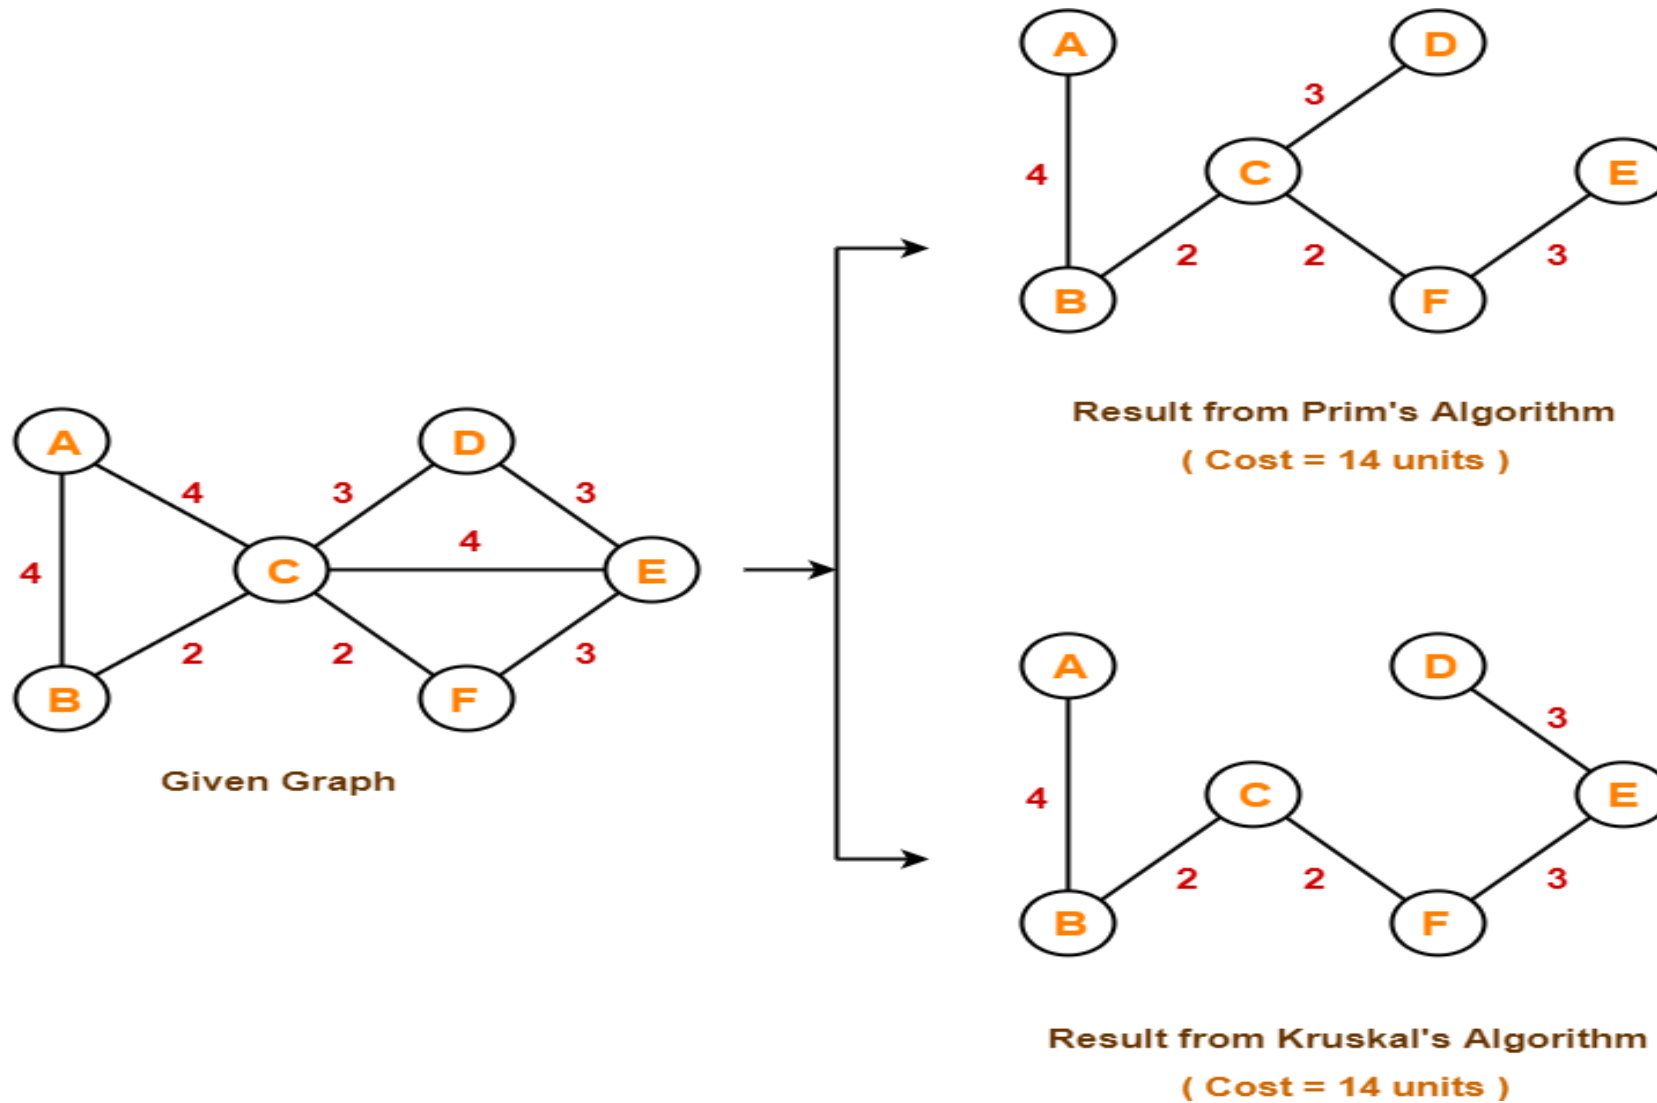 A
D
3
C
E
4
2
2
3
B
F
Result from Prim's Algorithm
( Cost = 14 units )
A
D
4
3
3
4
4
C
E
2
2
3
B
F
Given Graph
A
D
3
C
E
4
2
2
3
B
F
Result from Kruskal's Algorithm
( Cost = 14 units )